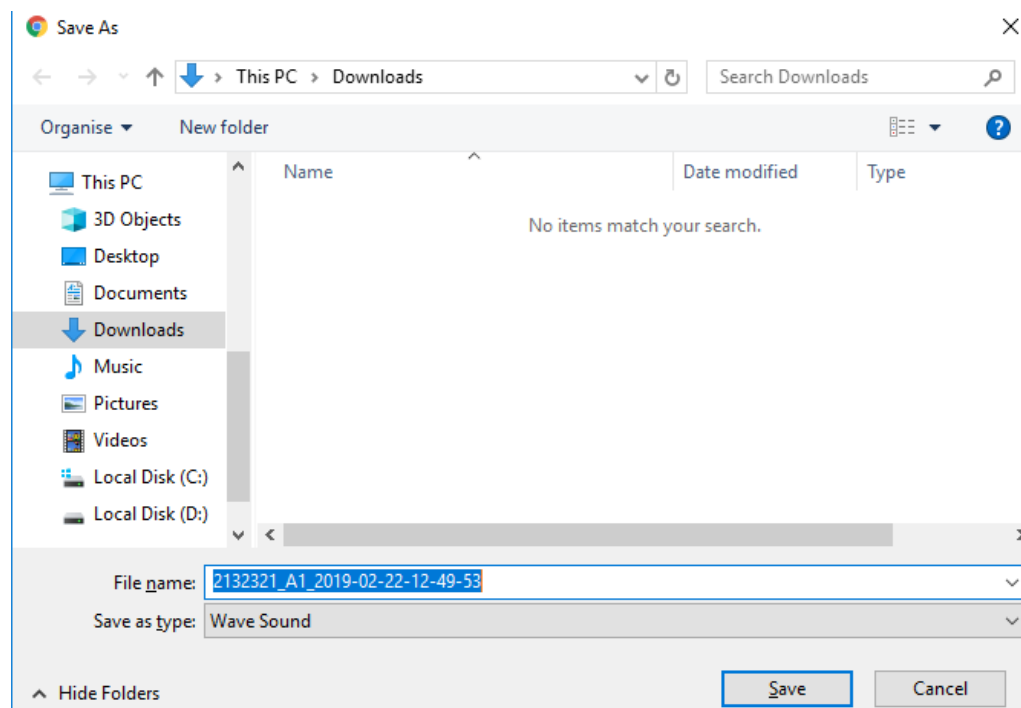 Save As
This PC > Downloads
Search Downloads
Organise
New folder
?
Name
Date modified
Type
This PC
3D Objects
Desktop
Documents
Downloads
Music
Pictures
Videos
Local Disk (C:)
Local Disk (D:)
No items match your search.
File name: 2132321_A1_2019-02-22-12-49-53
Save as type: Wave Sound
Hide Folders
Save
Cancel